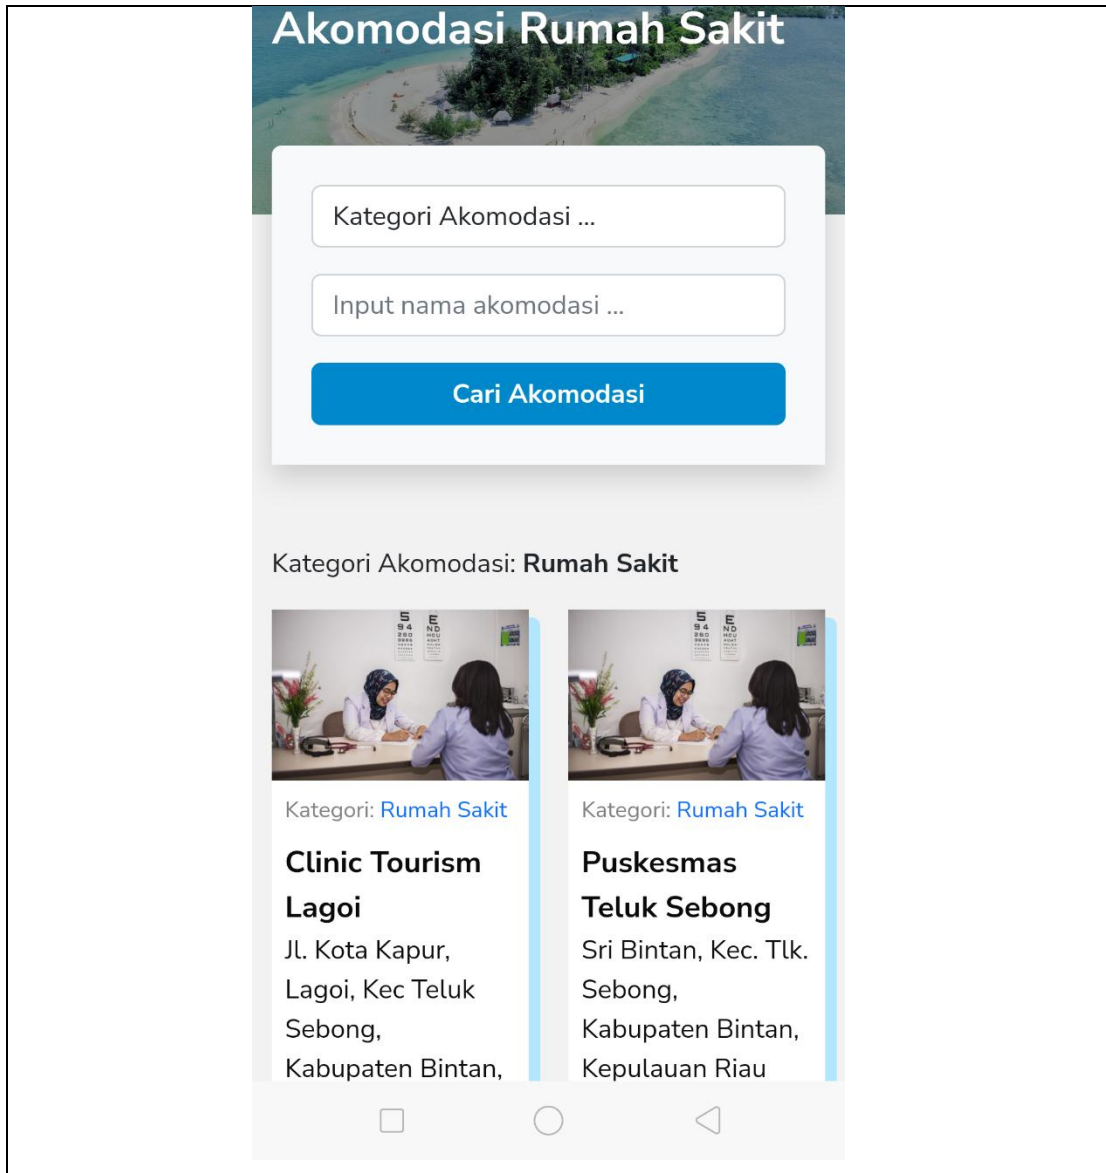 Akomodasi Rumah Sakit
Kategori Akomodasi ...
Input nama akomodasi ...
Cari Akomodasi
Kategori Akomodasi: Rumah Sakit
Kategori: Rumah Sakit
Clinic Tourism
Lagoi
Jl. Kota Kapur,
Lagoi, Kec Teluk
Sebong,
Kabupaten Bintan,
Kategori: Rumah Sakit
Puskesmas
Teluk Sebong
Sri Bintan, Kec. Tlk.
Sebong,
Kabupaten Bintan,
Kepulauan Riau